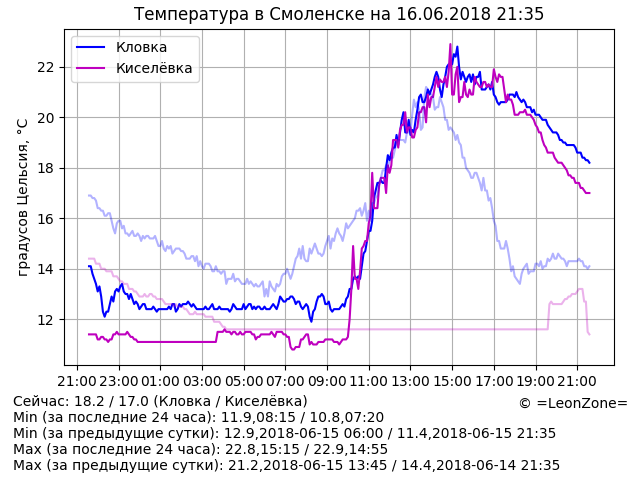 Температура в Смоленске на 16.06.2018 21:35
Кловка
Киселёвка
градусов Цельсия, °C
22
20
18
16
14
12
21:00 23:00 01:00 03:00 05:00 07:00 09:00 11:00 13:00 15:00 17:00 19:00 21:00
© =LeonZone=
Сейчас: 18.2 / 17.0 (Кловка / Киселёвка)
Min (за последние 24 часа): 11.9,08:15 / 10.8,07:20
Min (за предыдущие сутки): 12.9,2018-06-15 06:00 / 11.4,2018-06-15 21:35
Max (за последние 24 часа): 22.8,15:15 / 22.9,14:55
Max (за предыдущие сутки): 21.2,2018-06-15 13:45 / 14.4,2018-06-14 21:35